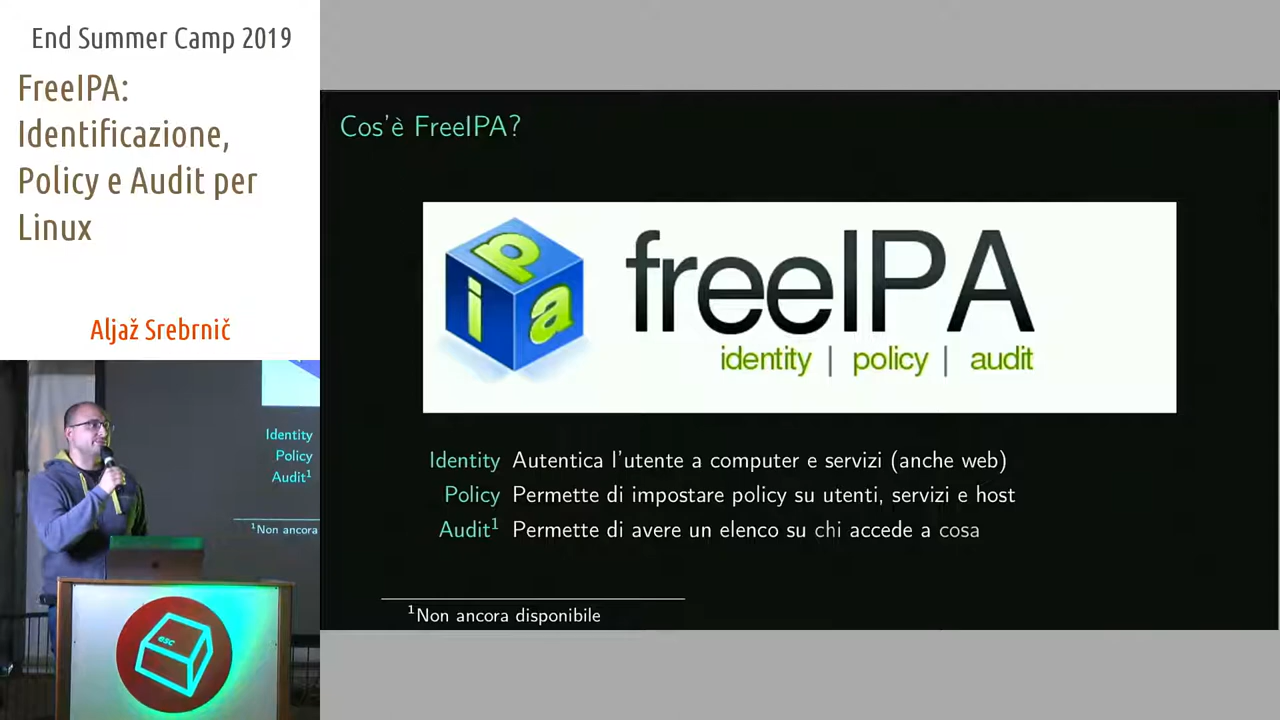 End Summer Camp 2019
FreeIPA:
Identificazione,
Policy e Audit per
Linux
Aljaž Srebrnič
Identity
Policy
Audit¹
¹Non ancora
esc
Cos'è FreeIPA?
i p a
freeIPA
identity | policy | audit
Identity Autentica l'utente a computer e servizi (anche web)
Policy Permette di impostare policy su utenti, servizi e host
Audit¹ Permette di avere un elenco su chi accede a cosa
¹Non ancora disponibile